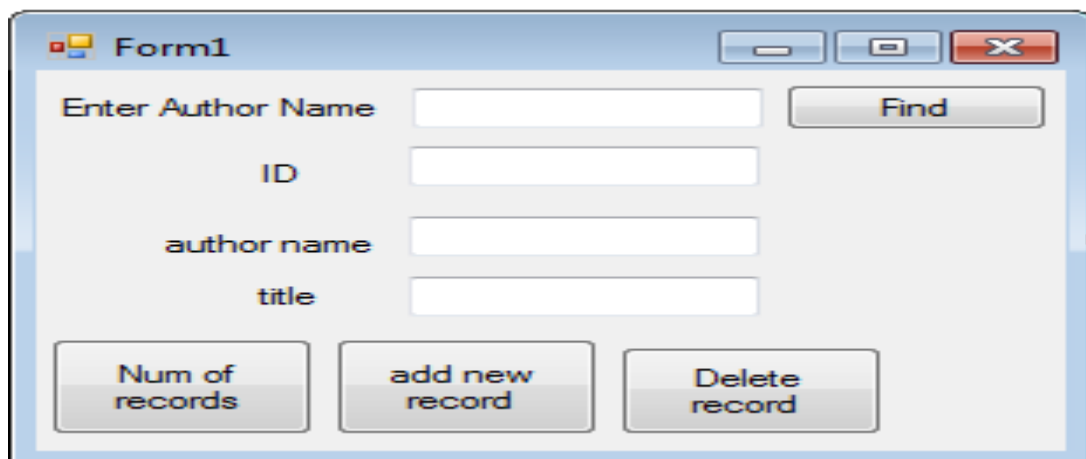 Form1
Enter Author Name
Find
ID
author name
title
Num of
records
add new
record
Delete
record